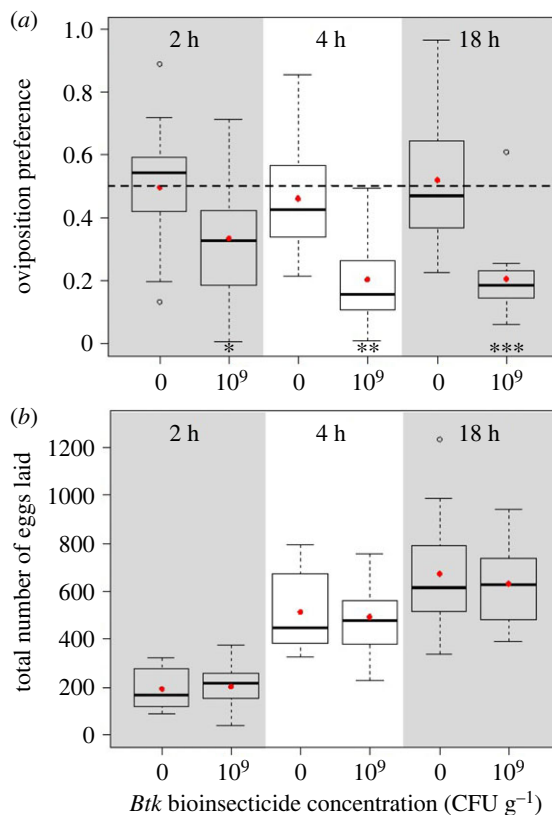 (a)
2 h 4 h 18 h
oviposition preference
1.0
0.8
0.6
0.4
0.2
0
* ** ***
0 10⁹ 0 10⁹ 0 10⁹
(b)
2 h 4 h 18 h
total number of eggs laid
1200
1000
800
600
400
200
0
0 10⁹ 0 10⁹ 0 10⁹
Btk bioinsecticide concentration (CFU g⁻¹)